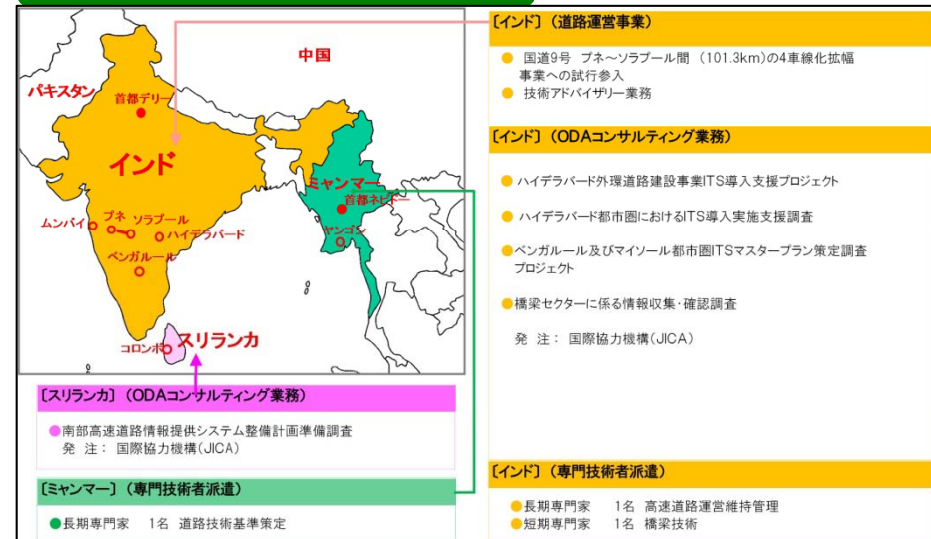 中国
パキスタン
首都デリー
インド
ミャンマー
首都ネピドー
ヤンゴン
ムンバイ
プネ
ソラプール
ハイデラバード
ベンガルール
コロンボ
スリランカ
[インド] (道路運営事業)
● 国道9号 プネ～ソラプール間 (101.3km)の4車線化拡幅
事業への試行参入
● 技術アドバイザリー業務
[インド] (ODAコンサルティング業務)
●ハイデラバード外環道路建設事業ITS導入支援プロジェクト
●ハイデラバード都市圏におけるITS導入実施支援調査
●ベンガルール及びマイソール都市圏ITSマスタープラン策定調査
プロジェクト
●橋梁セクターに係る情報収集・確認調査
発 注： 国際協力機構(JICA)
[スリランカ] (ODAコンサルティング業務)
●南部高速道路情報提供システム整備計画準備調査
発 注： 国際協力機構(JICA)
[ミャンマー] (専門技術者派遣)
●長期専門家 1名 道路技術基準策定
[インド] (専門技術者派遣)
●長期専門家 1名 高速道路運営維持管理
●短期専門家 1名 橋梁技術